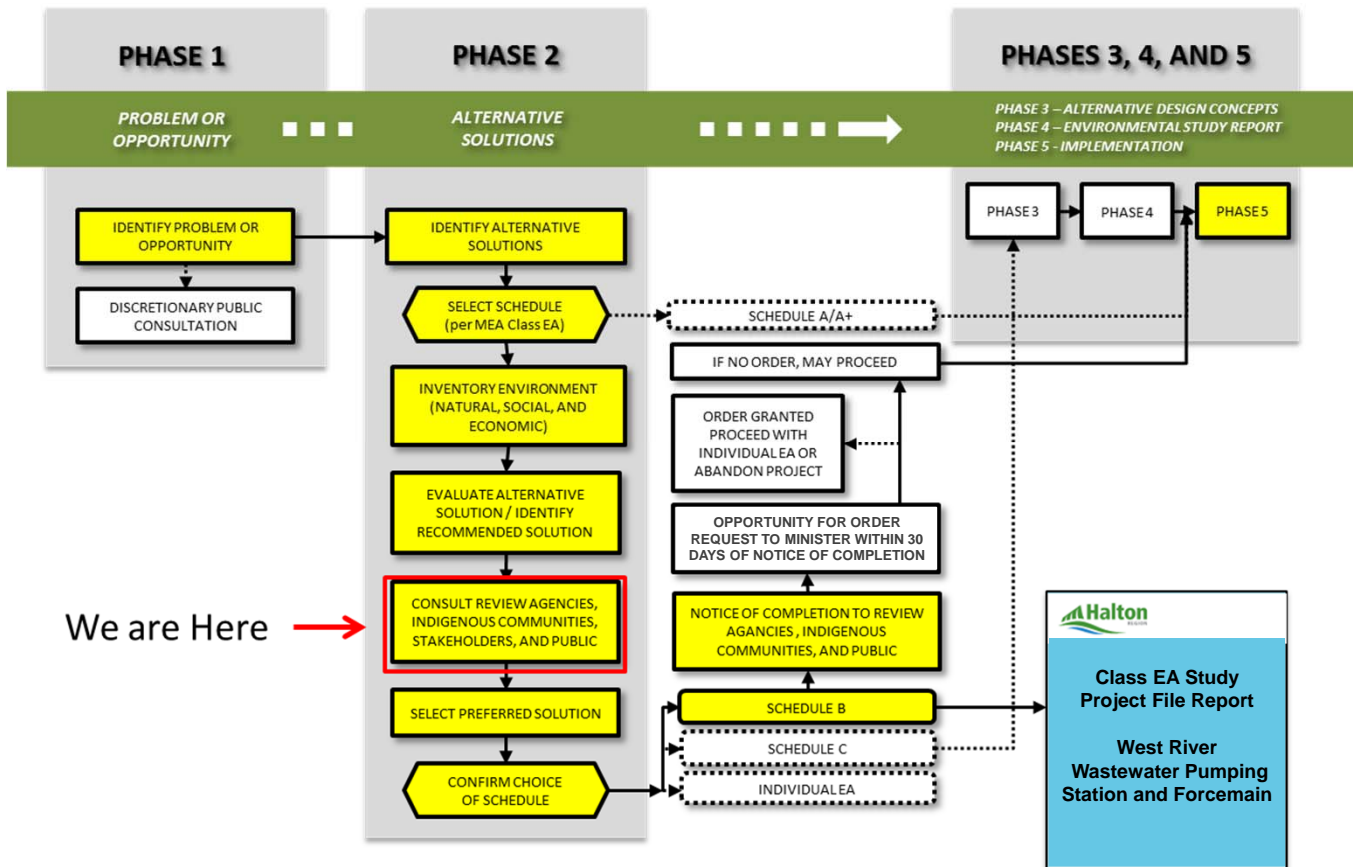 PHASE 1
PROBLEM OR
OPPORTUNITY
IDENTIFY PROBLEM OR
OPPORTUNITY
DISCRETIONARY PUBLIC
CONSULTATION
PHASE 2
ALTERNATIVE
SOLUTIONS
IDENTIFY ALTERNATIVE
SOLUTIONS
SELECT SCHEDULE
(per MEA Class EA)
INVENTORY ENVIRONMENT
(NATURAL, SOCIAL, AND
ECONOMIC)
EVALUATE ALTERNATIVE
SOLUTION / IDENTIFY
RECOMMENDED SOLUTION
We are Here
CONSULT REVIEW AGENCIES,
INDIGENOUS COMMUNITIES,
STAKEHOLDERS, AND PUBLIC
SELECT PREFERRED SOLUTION
CONFIRM CHOICE
OF SCHEDULE
SCHEDULE A/A+
IF NO ORDER, MAY PROCEED
ORDER GRANTED
PROCEED WITH
INDIVIDUAL EA OR
ABANDON PROJECT
OPPORTUNITY FOR ORDER
REQUEST TO MINISTER WITHIN 30
DAYS OF NOTICE OF COMPLETION
NOTICE OF COMPLETION TO REVIEW
AGANCIES , INDIGENOUS
COMMUNITIES, AND PUBLIC
SCHEDULE B
SCHEDULE C
INDIVIDUAL EA
PHASES 3, 4, AND 5
PHASE 3 – ALTERNATIVE DESIGN CONCEPTS
PHASE 4 – ENVIRONMENTAL STUDY REPORT
PHASE 5 - IMPLEMENTATION
PHASE 3
PHASE 4
PHASE 5
Halton
REGION
Class EA Study
Project File Report
West River
Wastewater Pumping
Station and Forcemain